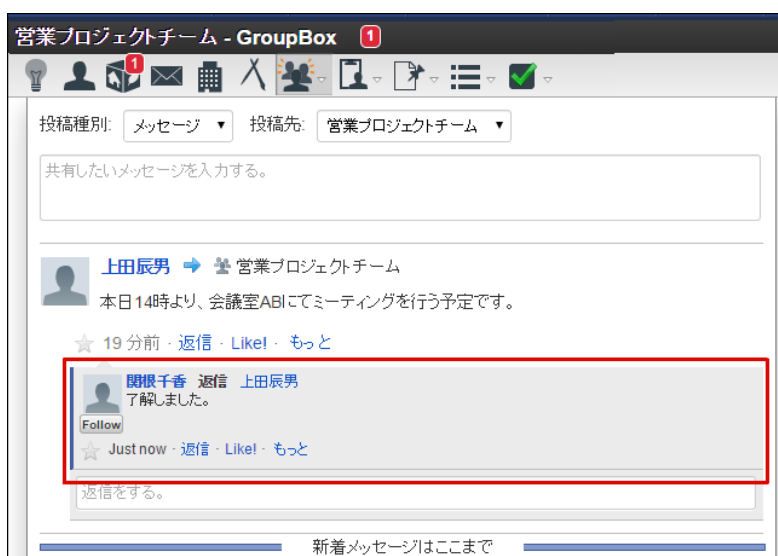 営業プロジェクトチーム - GroupBox 1
1
投稿種別: メッセージ 投稿先: 営業プロジェクトチーム
共有したいメッセージを入力する。
上田辰男 営業プロジェクトチーム
本日14時より、会議室ABにてミーティングを行う予定です。
19 分前 · 返信 · Like! · もっと
関根千香 返信 上田辰男
了解しました。
Follow
Just now · 返信 · Like! · もっと
返信をする。
新着メッセージはここまで